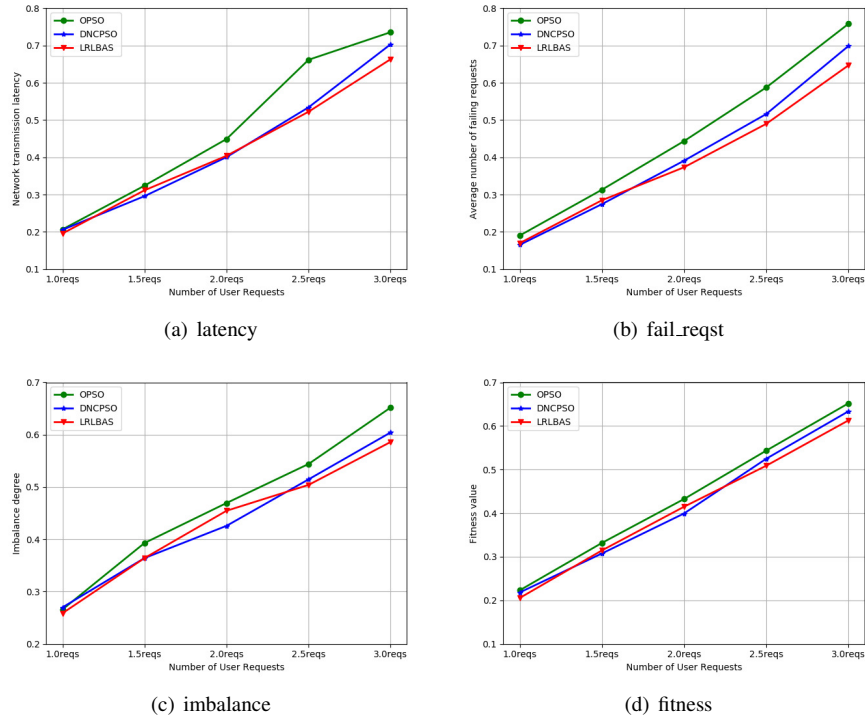 0.8
0.7
0.6
0.5
0.4
0.3
0.2
0.1
Network transmission latency
OPSO
DNCPSO
LRLBAS
1.0reqs 1.5reqs 2.0reqs 2.5reqs 3.0reqs
Number of User Requests
(a) latency
0.8
0.7
0.6
0.5
0.4
0.3
0.2
0.1
Average number of failing requests
OPSO
DNCPSO
LRLBAS
1.0reqs 1.5reqs 2.0reqs 2.5reqs 3.0reqs
Number of User Requests
(b) fail_reqst
0.7
0.6
0.5
0.4
0.3
0.2
Imbalance degree
OPSO
DNCPSO
LRLBAS
1.0reqs 1.5reqs 2.0reqs 2.5reqs 3.0reqs
Number of User Requests
(c) imbalance
0.7
0.6
0.5
0.4
0.3
0.2
0.1
Fitness value
OPSO
DNCPSO
LRLBAS
1.0reqs 1.5reqs 2.0reqs 2.5reqs 3.0reqs
Number of User Requests
(d) fitness